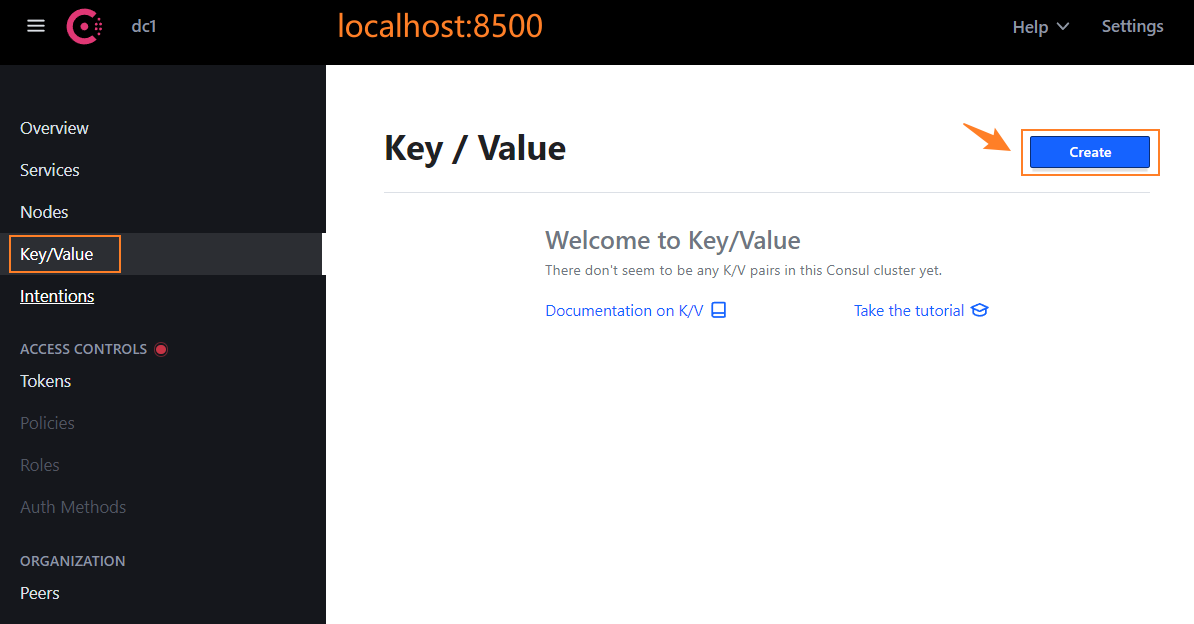 dc1
localhost:8500
Help
Settings
Overview
Services
Nodes
Key/Value
Intentions
ACCESS CONTROLS
Tokens
Policies
Roles
Auth Methods
ORGANIZATION
Peers
Key / Value
Create
Welcome to Key/Value
There don't seem to be any K/V pairs in this Consul cluster yet.
Documentation on K/V
Take the tutorial